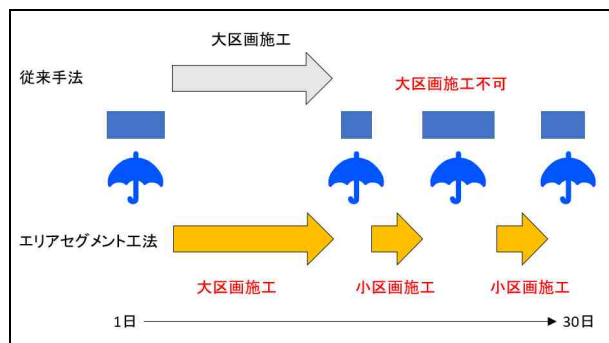 大区画施工
従来手法
大区画施工不可
エリアセグメント工法
大区画施工
小区画施工
小区画施工
1日
30日